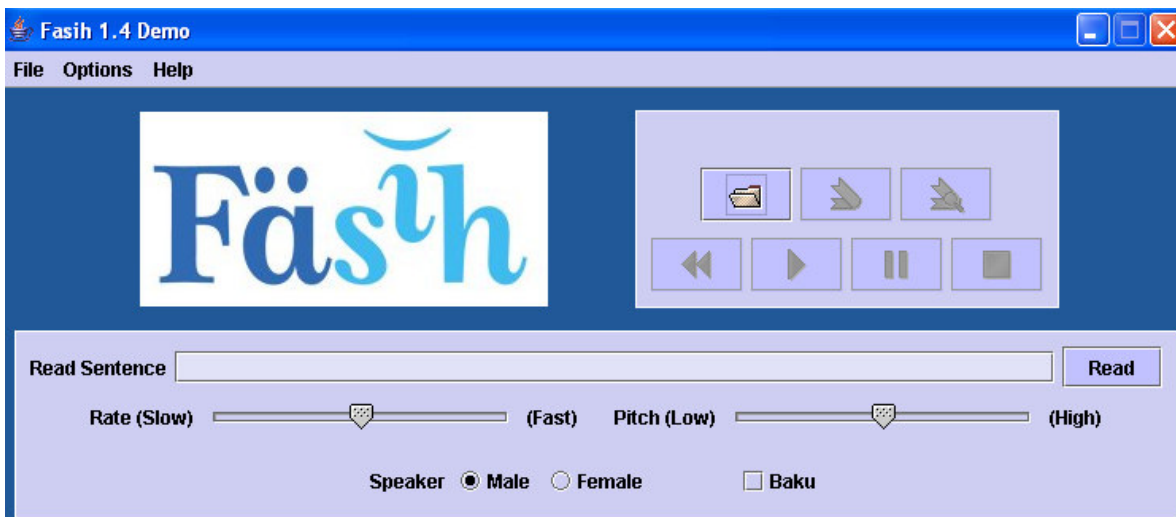 Fasih 1.4 Demo
File Options Help
Fäsĭh
Read Sentence Read
Rate (Slow) (Fast) Pitch (Low) (High)
Speaker Male Female Baku